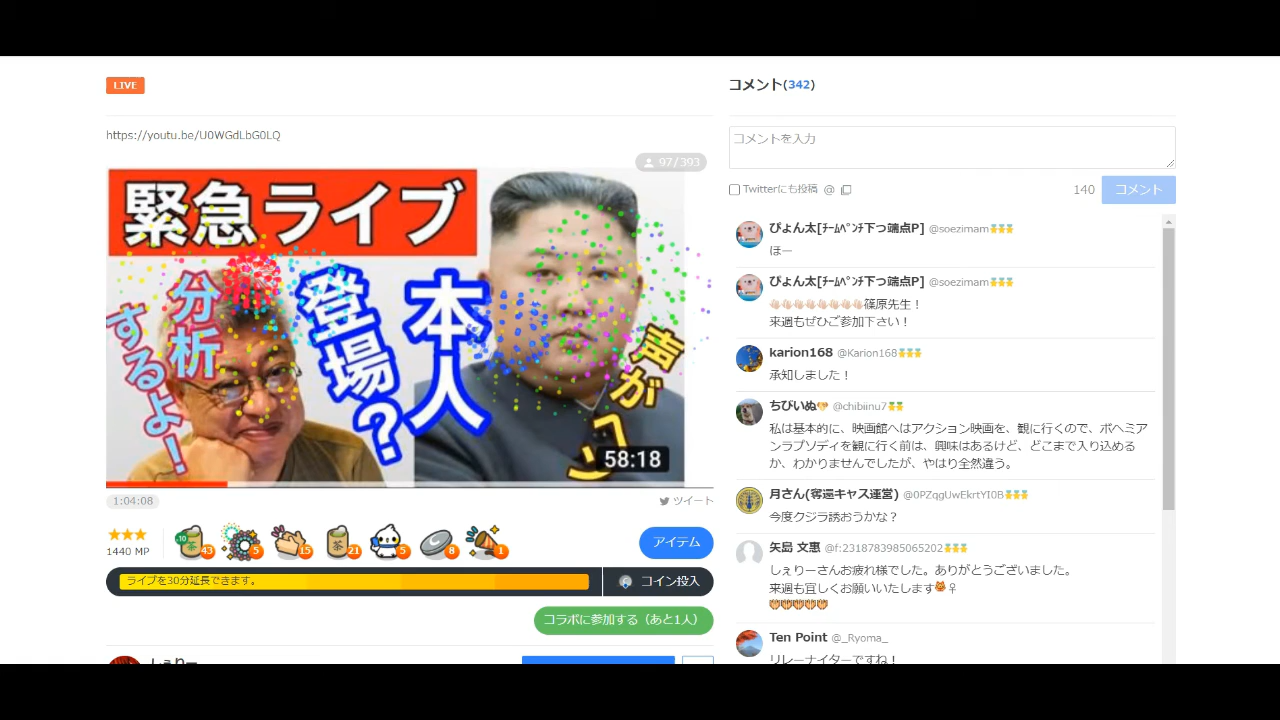 LIVE
https://youtu.be/U0WGdLbG0LQ
97/393
緊急ライブ
分析
するよ!
登場?
本人
声がヘン
58:18
1:04:08
ツイート
1440 MP
10
43
5
15
21
5
8
1
アイテム
ライブを30分延長できます。
コイン投入
コラボに参加する（あと1人）
しぇりー
コメント(342)
コメントを入力
Twitterにも投稿 @
140
コメント
ぴょん太[ﾁｰﾑﾍﾟﾝﾁ下っ端点P] @soezimam
ほー
ぴょん太[ﾁｰﾑﾍﾟﾝﾁ下っ端点P] @soezimam
👏🏻👏🏻👏🏻👏🏻👏🏻👏🏻👏🏻👏🏻篠原先生！
来週もぜひご参加下さい！
karion168 @Karion168
承知しました！
ちびいぬ @chibiinu7
私は基本的に、映画館へはアクション映画を、観に行くので、ボヘミア
ンラプソディを観に行く前は、興味はあるけど、どこまで入り込める
か、わかりませんでしたが、やはり全然違う。
月さん(奪還キャス運営) @0PZqgUwEkrtYI0B
今度クジラ誘おうかな？
矢島 文惠 @f:2318783985065202
しぇりーさんお疲れ様でした。ありがとうございました。
来週も宜しくお願いいたします
Ten Point @_Ryoma_
リレーナイターですね！